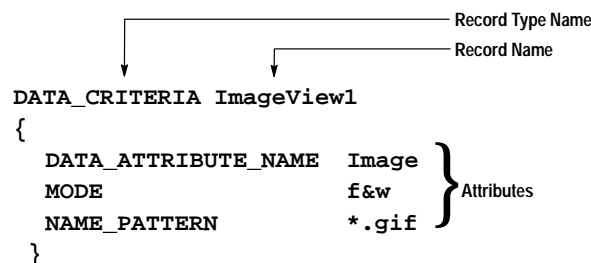 Record Type Name
Record Name
DATA_CRITERIA ImageView1
{
DATA_ATTRIBUTE_NAME Image
MODE f&w
NAME_PATTERN *.gif
} Attributes
}